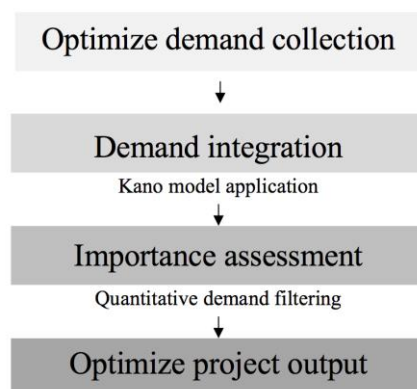 Optimize demand collection
Demand integration
Kano model application
Importance assessment
Quantitative demand filtering
Optimize project output